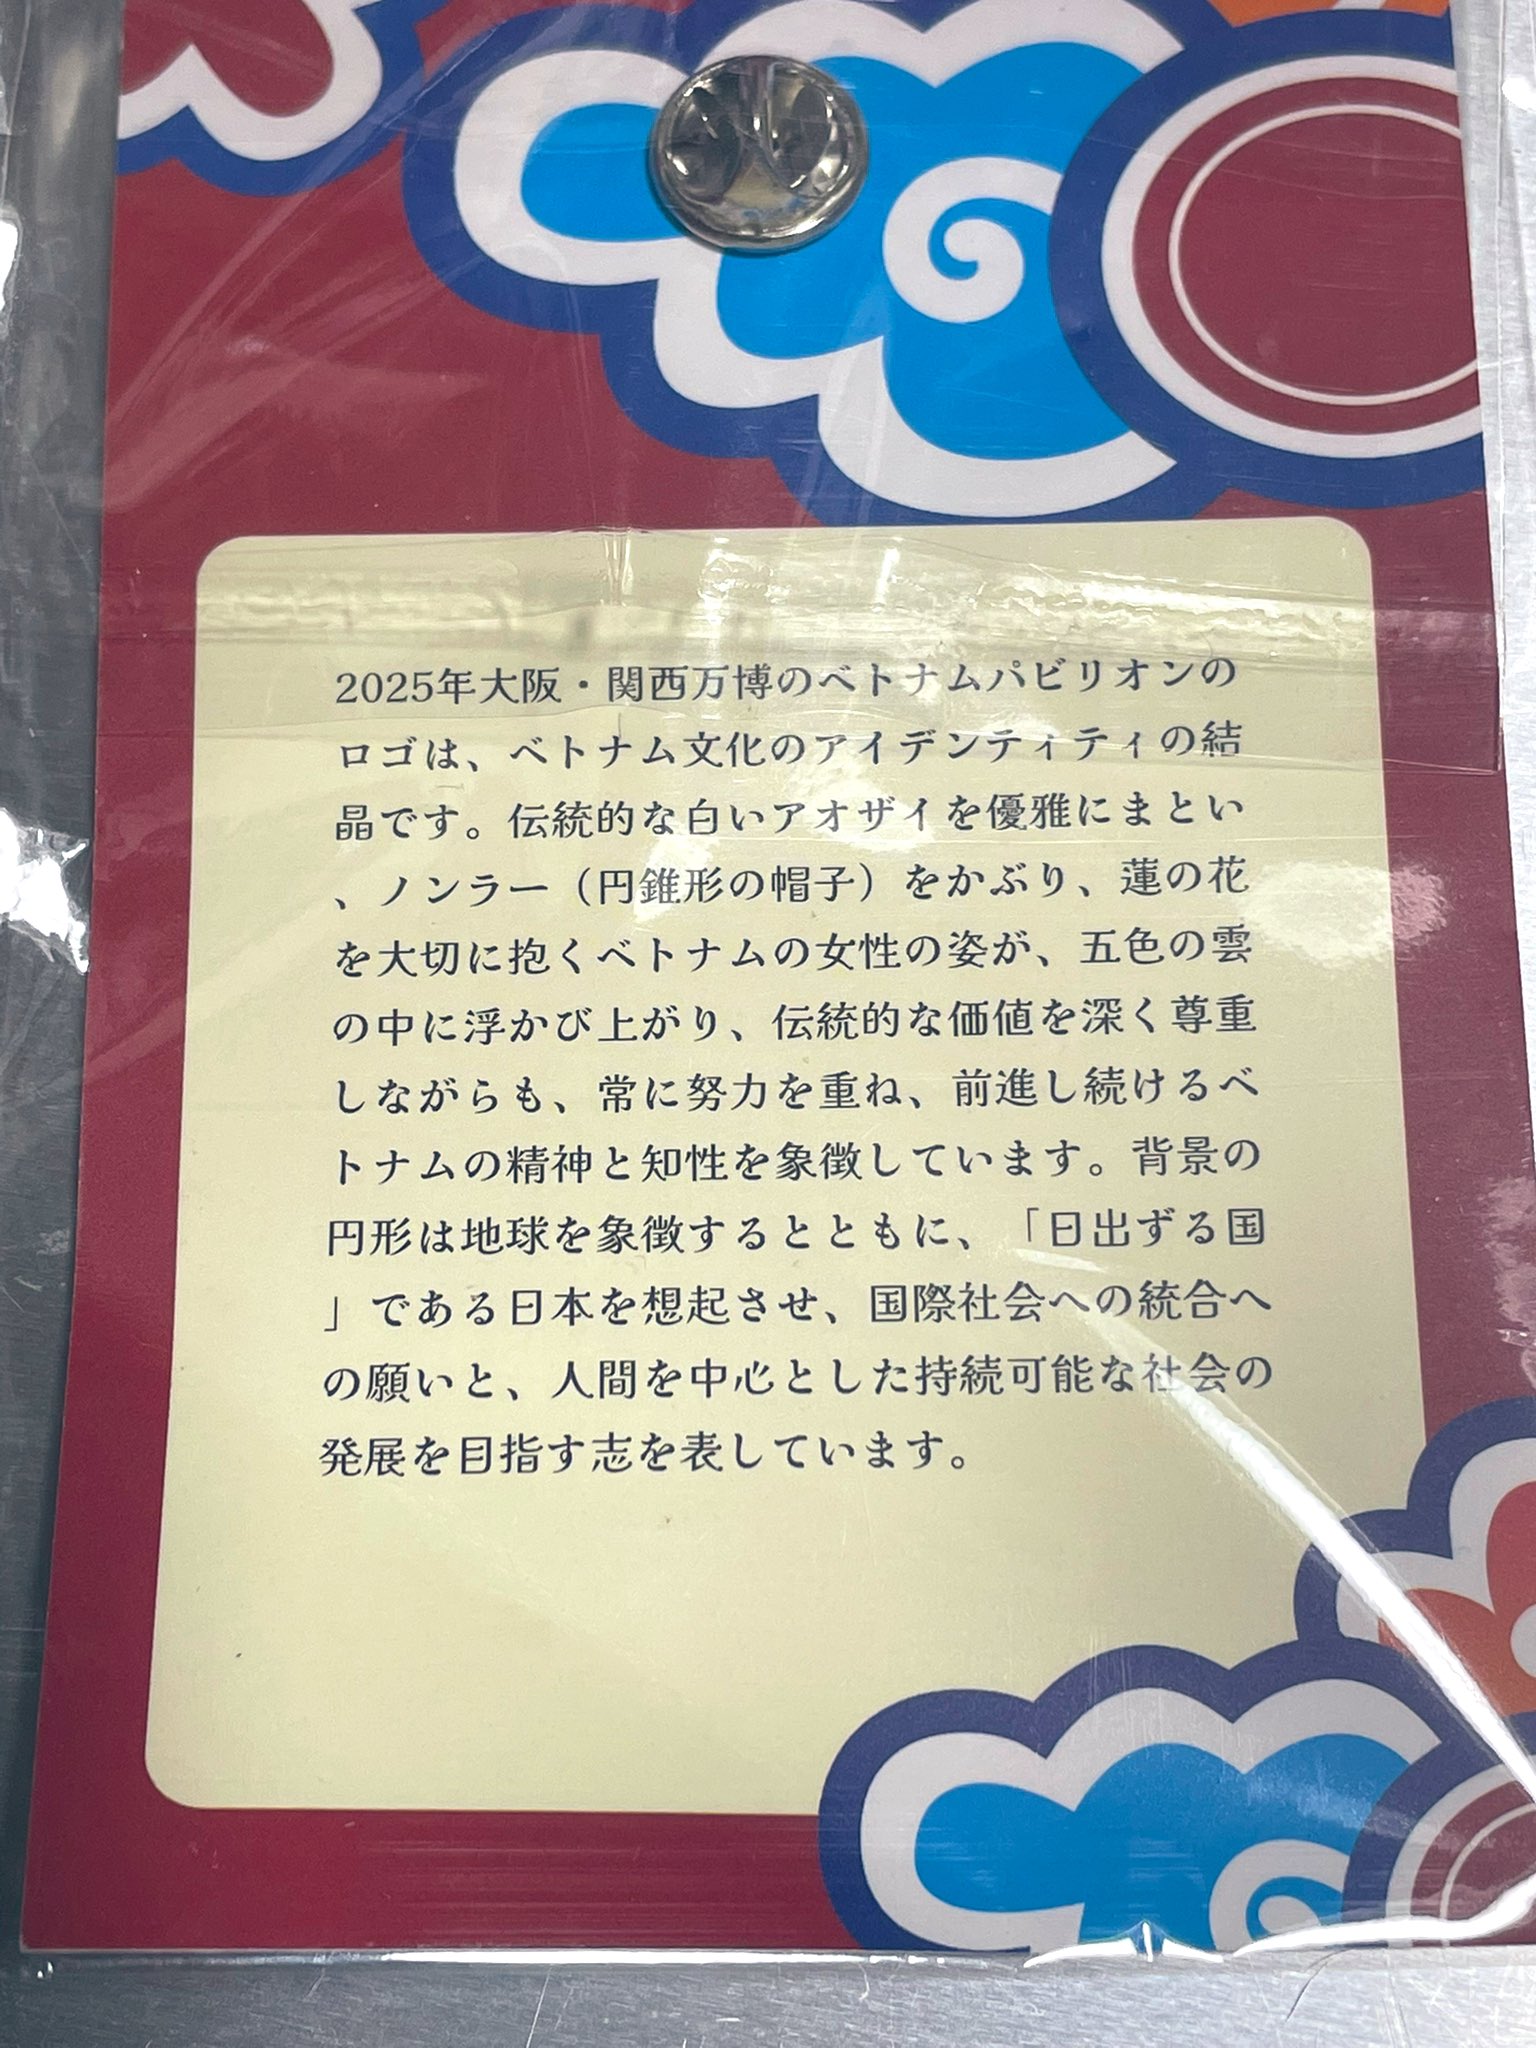 2025年大阪・関西万博のベトナムパビリオンの
ロゴは、ベトナム文化のアイデンティティの結
晶です。伝統的な白いアオザイを優雅にまとい
、ノンラー（円錐形の帽子）をかぶり、蓮の花
を大切に抱くベトナムの女性の姿が、五色の雲
の中に浮かび上がり、伝統的な価値を深く尊重
しながらも、常に努力を重ね、前進し続けるベ
トナムの精神と知性を象徴しています。背景の
円形は地球を象徴するとともに、「日出ずる国
」である日本を想起させ、国際社会への統合へ
の願いと、人間を中心とした持続可能な社会の
発展を目指す志を表しています。